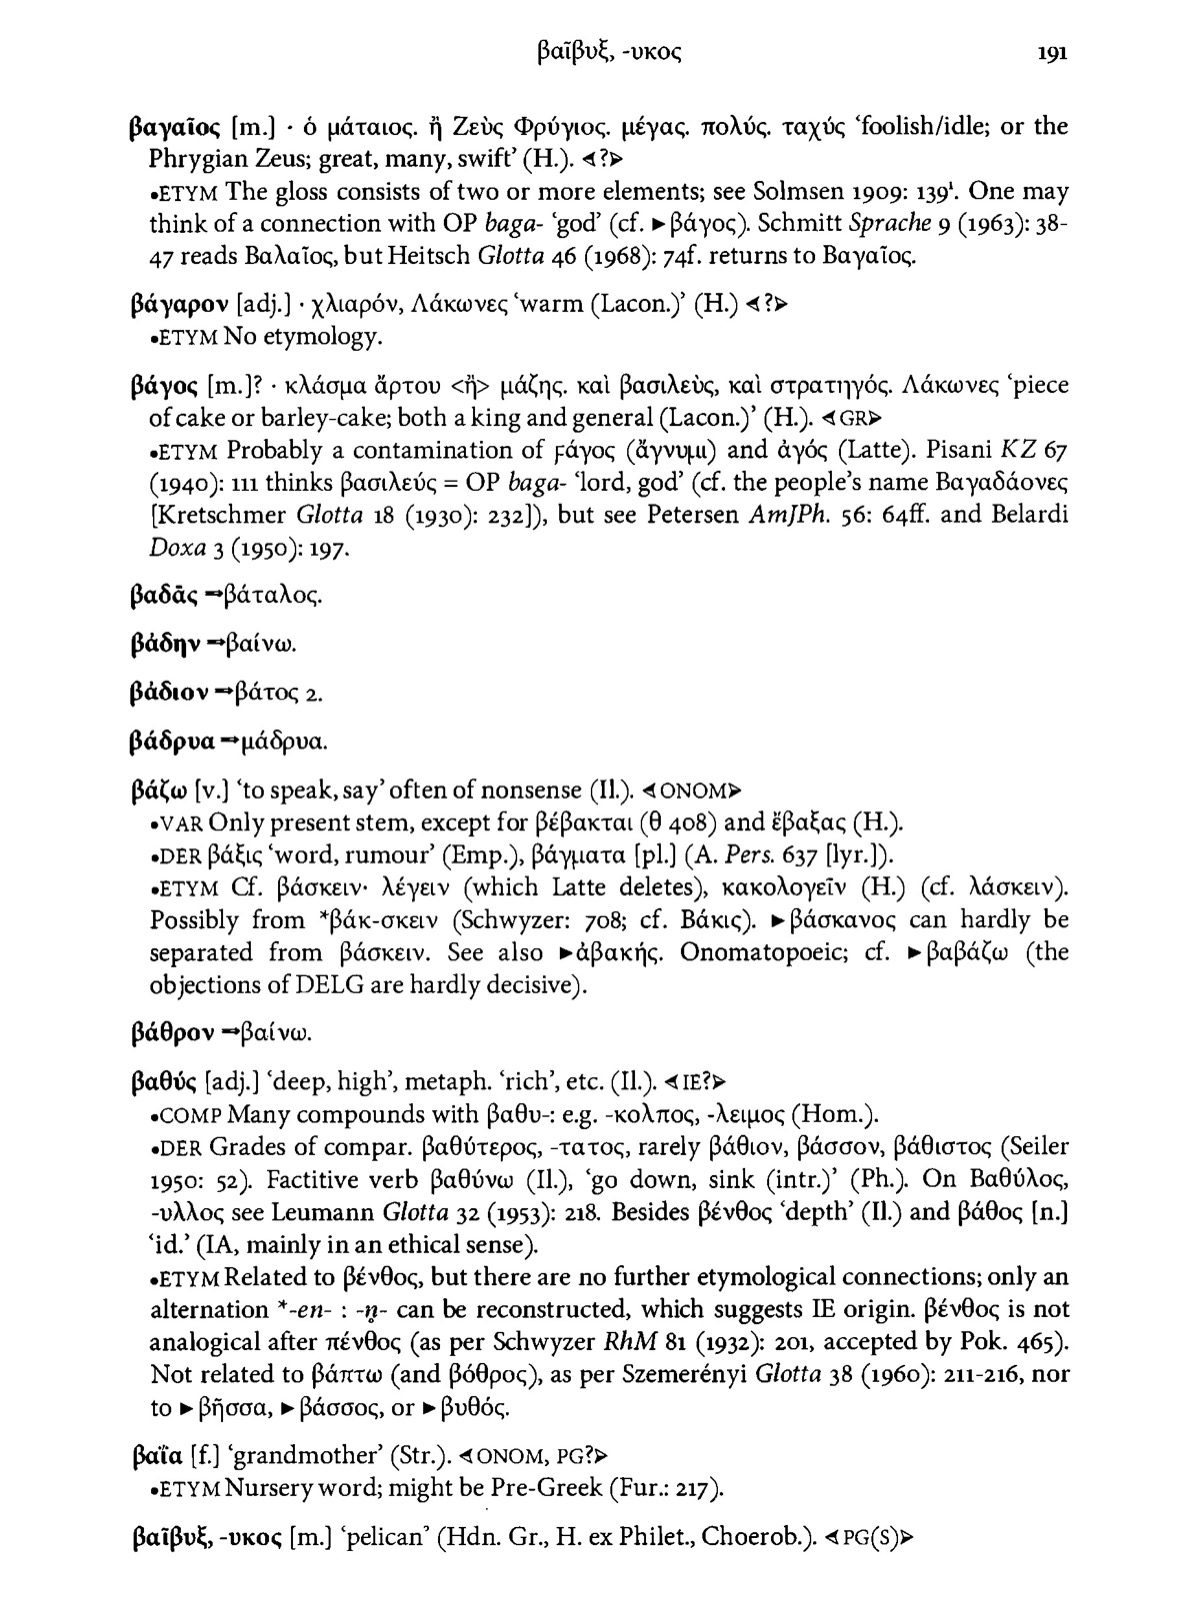 βαῖβυξ, -υκος 191
βαγαῖος [m.] · ὁ μάταιος. ἢ Ζεὺς Φρύγιος. μέγας. πολύς. ταχύς ‘foolish/idle; or the
Phrygian Zeus; great, many, swift’ (H.). ⮜?⮞
•ETYM The gloss consists of two or more elements; see Solmsen 1909: 139¹. One may
think of a connection with OP baga- ‘god’ (cf. ►βάγος). Schmitt Sprache 9 (1963): 38-
47 reads Βαλαῖος, but Heitsch Glotta 46 (1968): 74f. returns to Βαγαῖος.
βάγαρον [adj.] · χλιαρόν, Λάκωνες ‘warm (Lacon.)’ (H.) ⮜?⮞
•ETYM No etymology.
βάγος [m.]? · κλάσμα ἄρτου <ἢ> μάζης. καὶ βασιλεὺς, καὶ στρατηγός. Λάκωνες ‘piece
of cake or barley-cake; both a king and general (Lacon.)’ (H.). ⮜GR⮞
•ETYM Probably a contamination of ϝάγος (ἄγνυμι) and ἀγός (Latte). Pisani KZ 67
(1940): 111 thinks βασιλεύς = OP baga- ‘lord, god’ (cf. the people’s name Βαγαδάονες
[Kretschmer Glotta 18 (1930): 232]), but see Petersen AmJPh. 56: 64ff. and Belardi
Doxa 3 (1950): 197.
βαδᾶς ⇒βάταλος.
βάδην ⇒βαίνω.
βάδιον ⇒βάτος 2.
βάδρυα ⇒μάδρυα.
βάζω [v.] ‘to speak, say’ often of nonsense (Il.). ⮜ONOM⮞
•VAR Only present stem, except for βέβακται (θ 408) and ἔβαξας (H.).
•DER βάξις ‘word, rumour’ (Emp.), βάγματα [pl.] (A. Pers. 637 [lyr.]).
•ETYM Cf. βάσκειν· λέγειν (which Latte deletes), κακολογεῖν (H.) (cf. λάσκειν).
Possibly from *βάκ-σκειν (Schwyzer: 708; cf. Βάκις). ►βάσκανος can hardly be
separated from βάσκειν. See also ►ἀβακής. Onomatopoeic; cf. ►βαβάζω (the
objections of DELG are hardly decisive).
βάθρον ⇒βαίνω.
βαθύς [adj.] ‘deep, high’, metaph. ‘rich’, etc. (Il.). ⮜IE?⮞
•COMP Many compounds with βαθυ-: e.g. -κολπος, -λειμος (Hom.).
•DER Grades of compar. βαθύτερος, -τατος, rarely βάθιον, βάσσον, βάθιστος (Seiler
1950: 52). Factitive verb βαθύνω (Il.), ‘go down, sink (intr.)’ (Ph.). On Βαθύλος,
-υλλος see Leumann Glotta 32 (1953): 218. Besides βένθος ‘depth’ (Il.) and βάθος [n.]
‘id.’ (IA, mainly in an ethical sense).
•ETYM Related to βένθος, but there are no further etymological connections; only an
alternation *-en- : -n̥- can be reconstructed, which suggests IE origin. βένθος is not
analogical after πένθος (as per Schwyzer RhM 81 (1932): 201, accepted by Pok. 465).
Not related to βάπτω (and βόθρος), as per Szemerényi Glotta 38 (1960): 211-216, nor
to ►βῆσσα, ►βάσσος, or ►βυθός.
βαΐα [f.] ‘grandmother’ (Str.). ⮜ONOM, PG?⮞
•ETYM Nursery word; might be Pre-Greek (Fur.: 217).
βαῖβυξ, -υκος [m.] ‘pelican’ (Hdn. Gr., H. ex Philet., Choerob.). ⮜PG(S)⮞